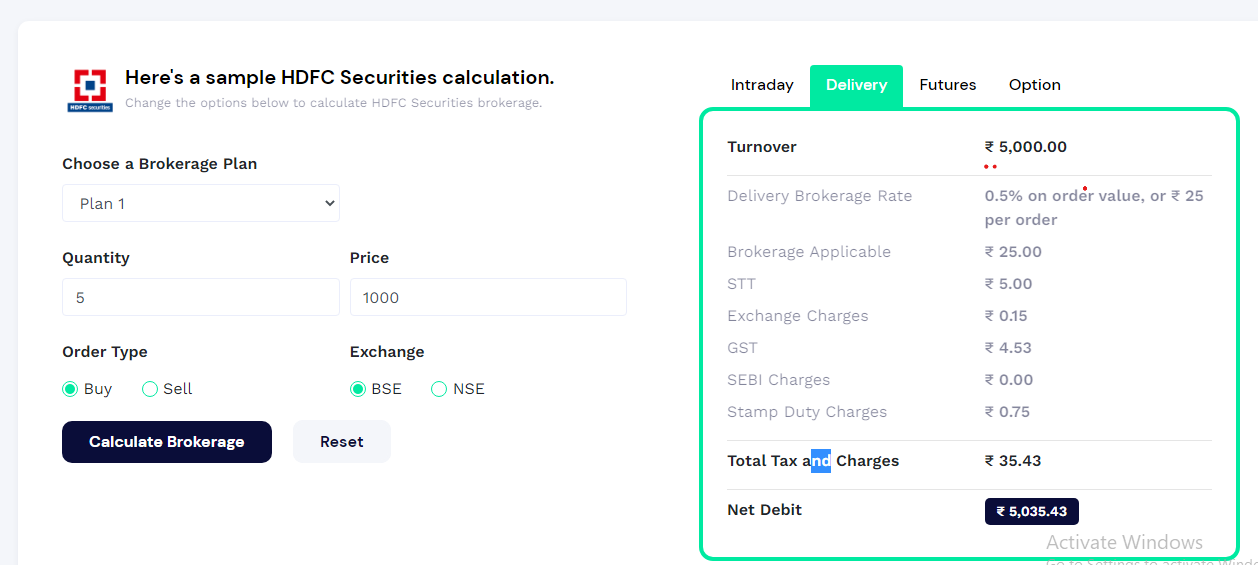 Here's a sample HDFC Securities calculation.
Change the options below to calculate HDFC Securities brokerage.
HDFC securities
Choose a Brokerage Plan
Plan 1
Quantity
Price
5
1000
Order Type
Exchange
Buy
Sell
BSE
NSE
Calculate Brokerage
Reset
Intraday
Delivery
Futures
Option
Turnover ₹ 5,000.00
Delivery Brokerage Rate 0.5% on order value, or ₹ 25
per order
Brokerage Applicable ₹ 25.00
STT ₹ 5.00
Exchange Charges ₹ 0.15
GST ₹ 4.53
SEBI Charges ₹ 0.00
Stamp Duty Charges ₹ 0.75
Total Tax and Charges ₹ 35.43
Net Debit ₹ 5,035.43
Activate Windows
Go to Settings to activate